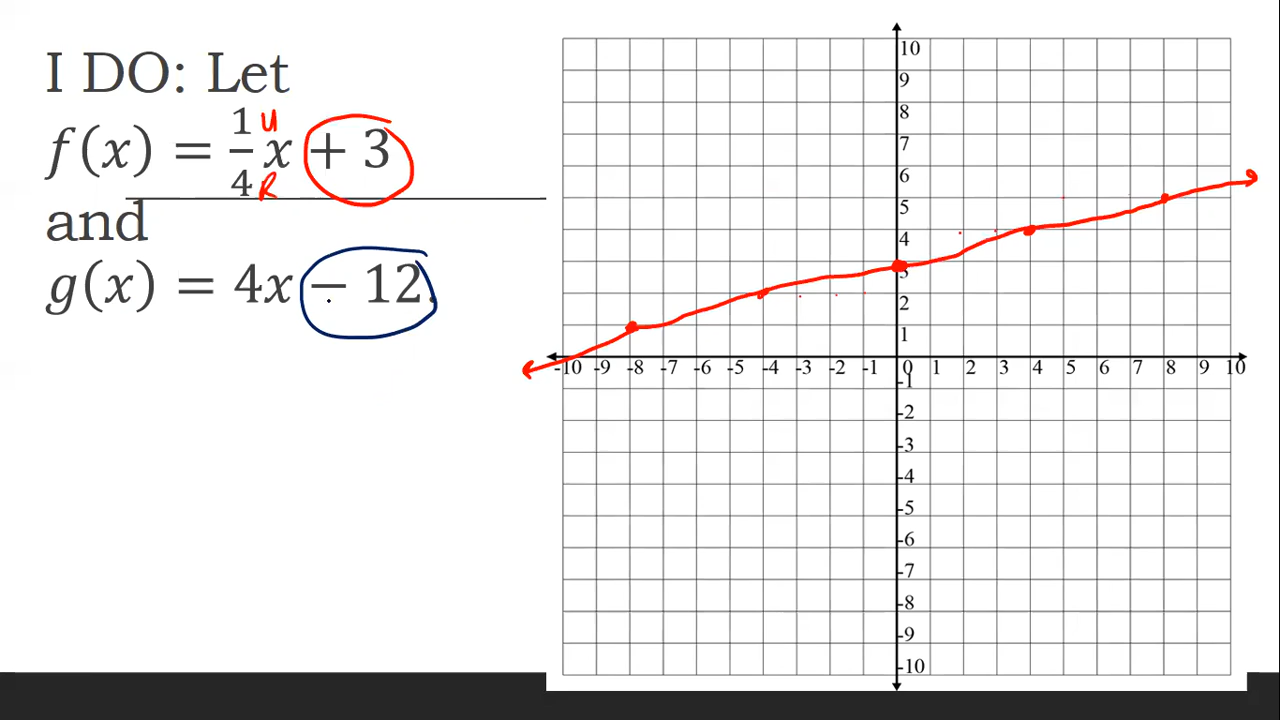 I DO: Let
f(x) = 1/4 x + 3
U
R
and
g(x) = 4x − 12.
10
9
8
7
6
5
4
3
2
1
-10 -9 -8 -7 -6 -5 -4 -3 -2 -1 0 1 2 3 4 5 6 7 8 9 10
-1
-2
-3
-4
-5
-6
-7
-8
-9
-10